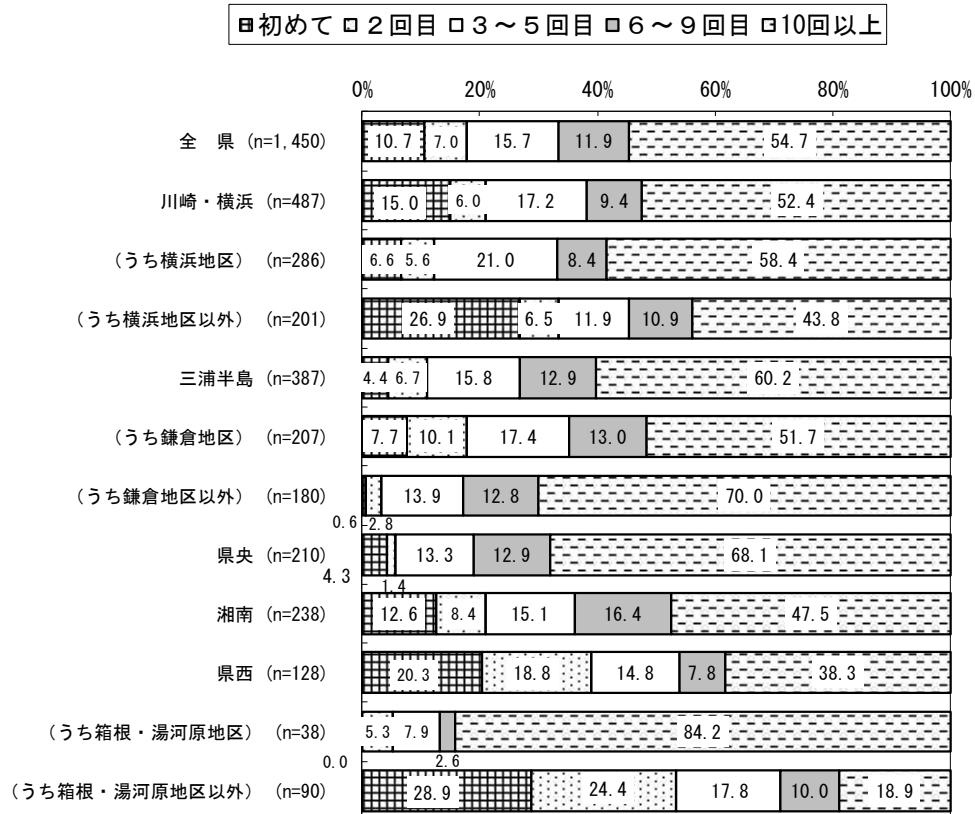 初めて 2回目 3~5回目 6~9回目 10回以上
0% 20% 40% 60% 80% 100%
全 県 (n=1,450) 10.7 7.0 15.7 11.9 54.7
川崎・横浜 (n=487) 15.0 6.0 17.2 9.4 52.4
(うち横浜地区) (n=286) 6.6 5.6 21.0 8.4 58.4
(うち横浜地区以外) (n=201) 26.9 6.5 11.9 10.9 43.8
三浦半島 (n=387) 4.4 6.7 15.8 12.9 60.2
(うち鎌倉地区) (n=207) 7.7 10.1 17.4 13.0 51.7
(うち鎌倉地区以外) (n=180) 13.9 12.8 70.0
0.6 2.8
県央 (n=210) 13.3 12.9 68.1
4.3 1.4
湘南 (n=238) 12.6 8.4 15.1 16.4 47.5
県西 (n=128) 20.3 18.8 14.8 7.8 38.3
(うち箱根・湯河原地区) (n=38) 5.3 7.9 84.2
0.0 2.6
(うち箱根・湯河原地区以外) (n=90) 28.9 24.4 17.8 10.0 18.9